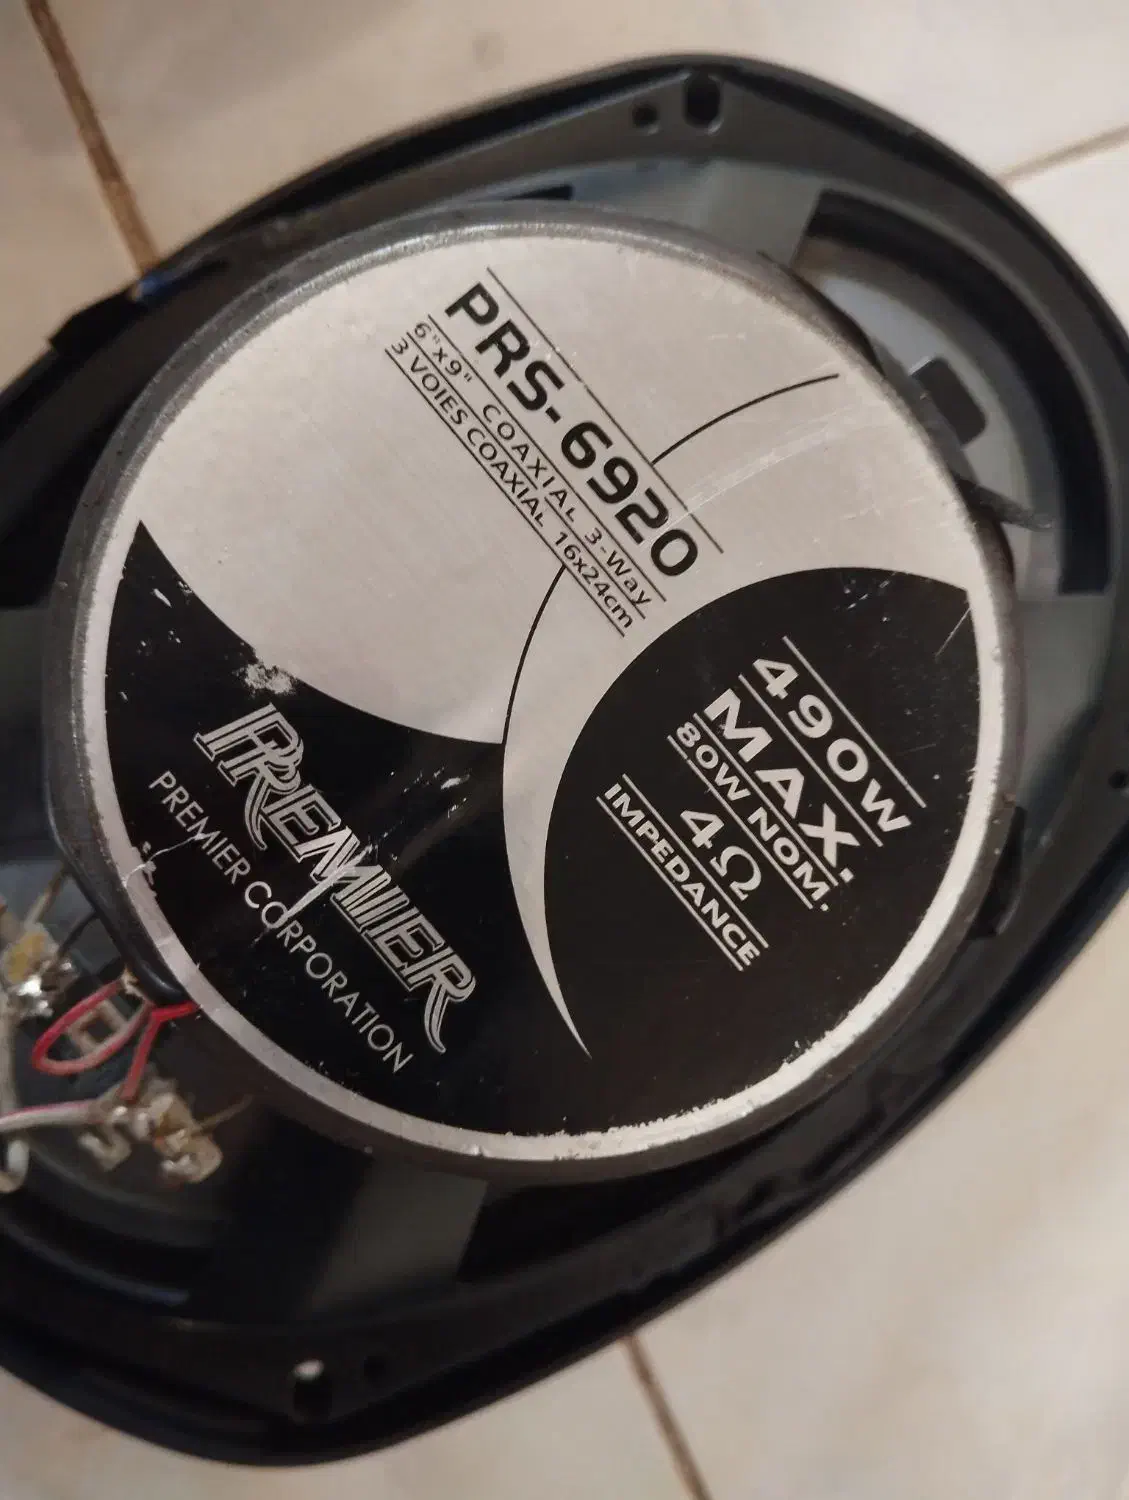 PRS-6920
6"x9" COAXIAL 3-Way
3 VOIES COAXIAL 16x24cm
490W
MAX.
80W NOM.
4Ω
IMPEDANCE
PREMIER
PREMIER CORPORATION